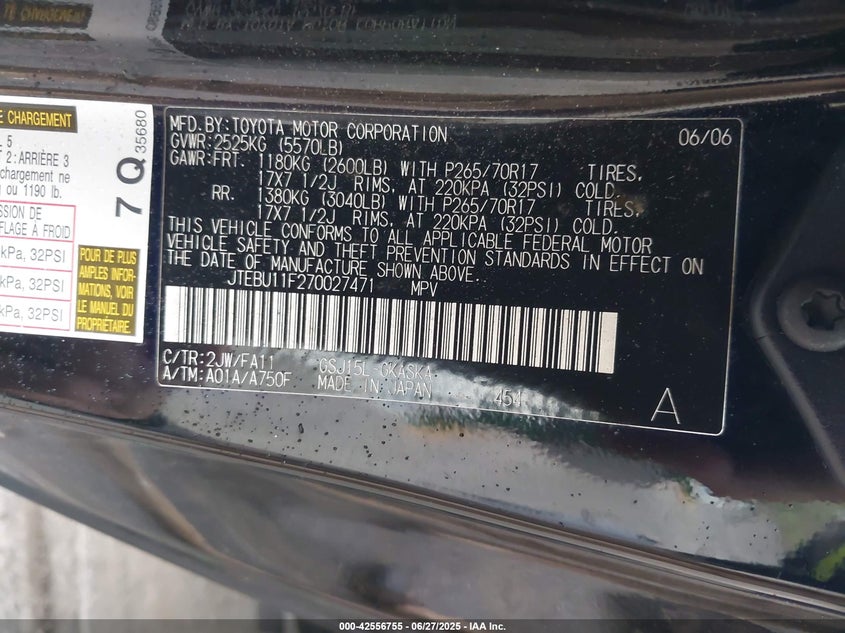 E CHARGEMENT
5
2: ARRIÈRE 3
chargement ne
ou 1190 lb.
SSION DE
FLAGE À FROID
kPa, 32PSI
kPa, 32PSI
kPa, 32PSI
POUR DE PLUS
AMPLES INFOR-
MATIONS, VOIR
LE MANUEL DU
PROPRIÉTAIRE.
7 Q 35680
MFD.BY:TOYOTA MOTOR CORPORATION 06/06
GVWR:2525KG (5570LB)
GAWR:FRT. 1180KG (2600LB) WITH P265/70R17 TIRES,
17X7 1/2J RIMS, AT 220KPA (32PSI) COLD.
RR. 1380KG (3040LB) WITH P265/70R17 TIRES,
17X7 1/2J RIMS, AT 220KPA (32PSI) COLD.
THIS VEHICLE CONFORMS TO ALL APPLICABLE FEDERAL MOTOR
VEHICLE SAFETY AND THEFT PREVENTION STANDARDS IN EFFECT ON
THE DATE OF MANUFACTURE SHOWN ABOVE.
JTEBU11F270027471 MPV
C/TR:2JW/FA11 GSJ15L-GKASKA
A/TM:A01A/A750F MADE IN JAPAN 454
A
000-42556755 - 06/27/2025 - IAA Inc.